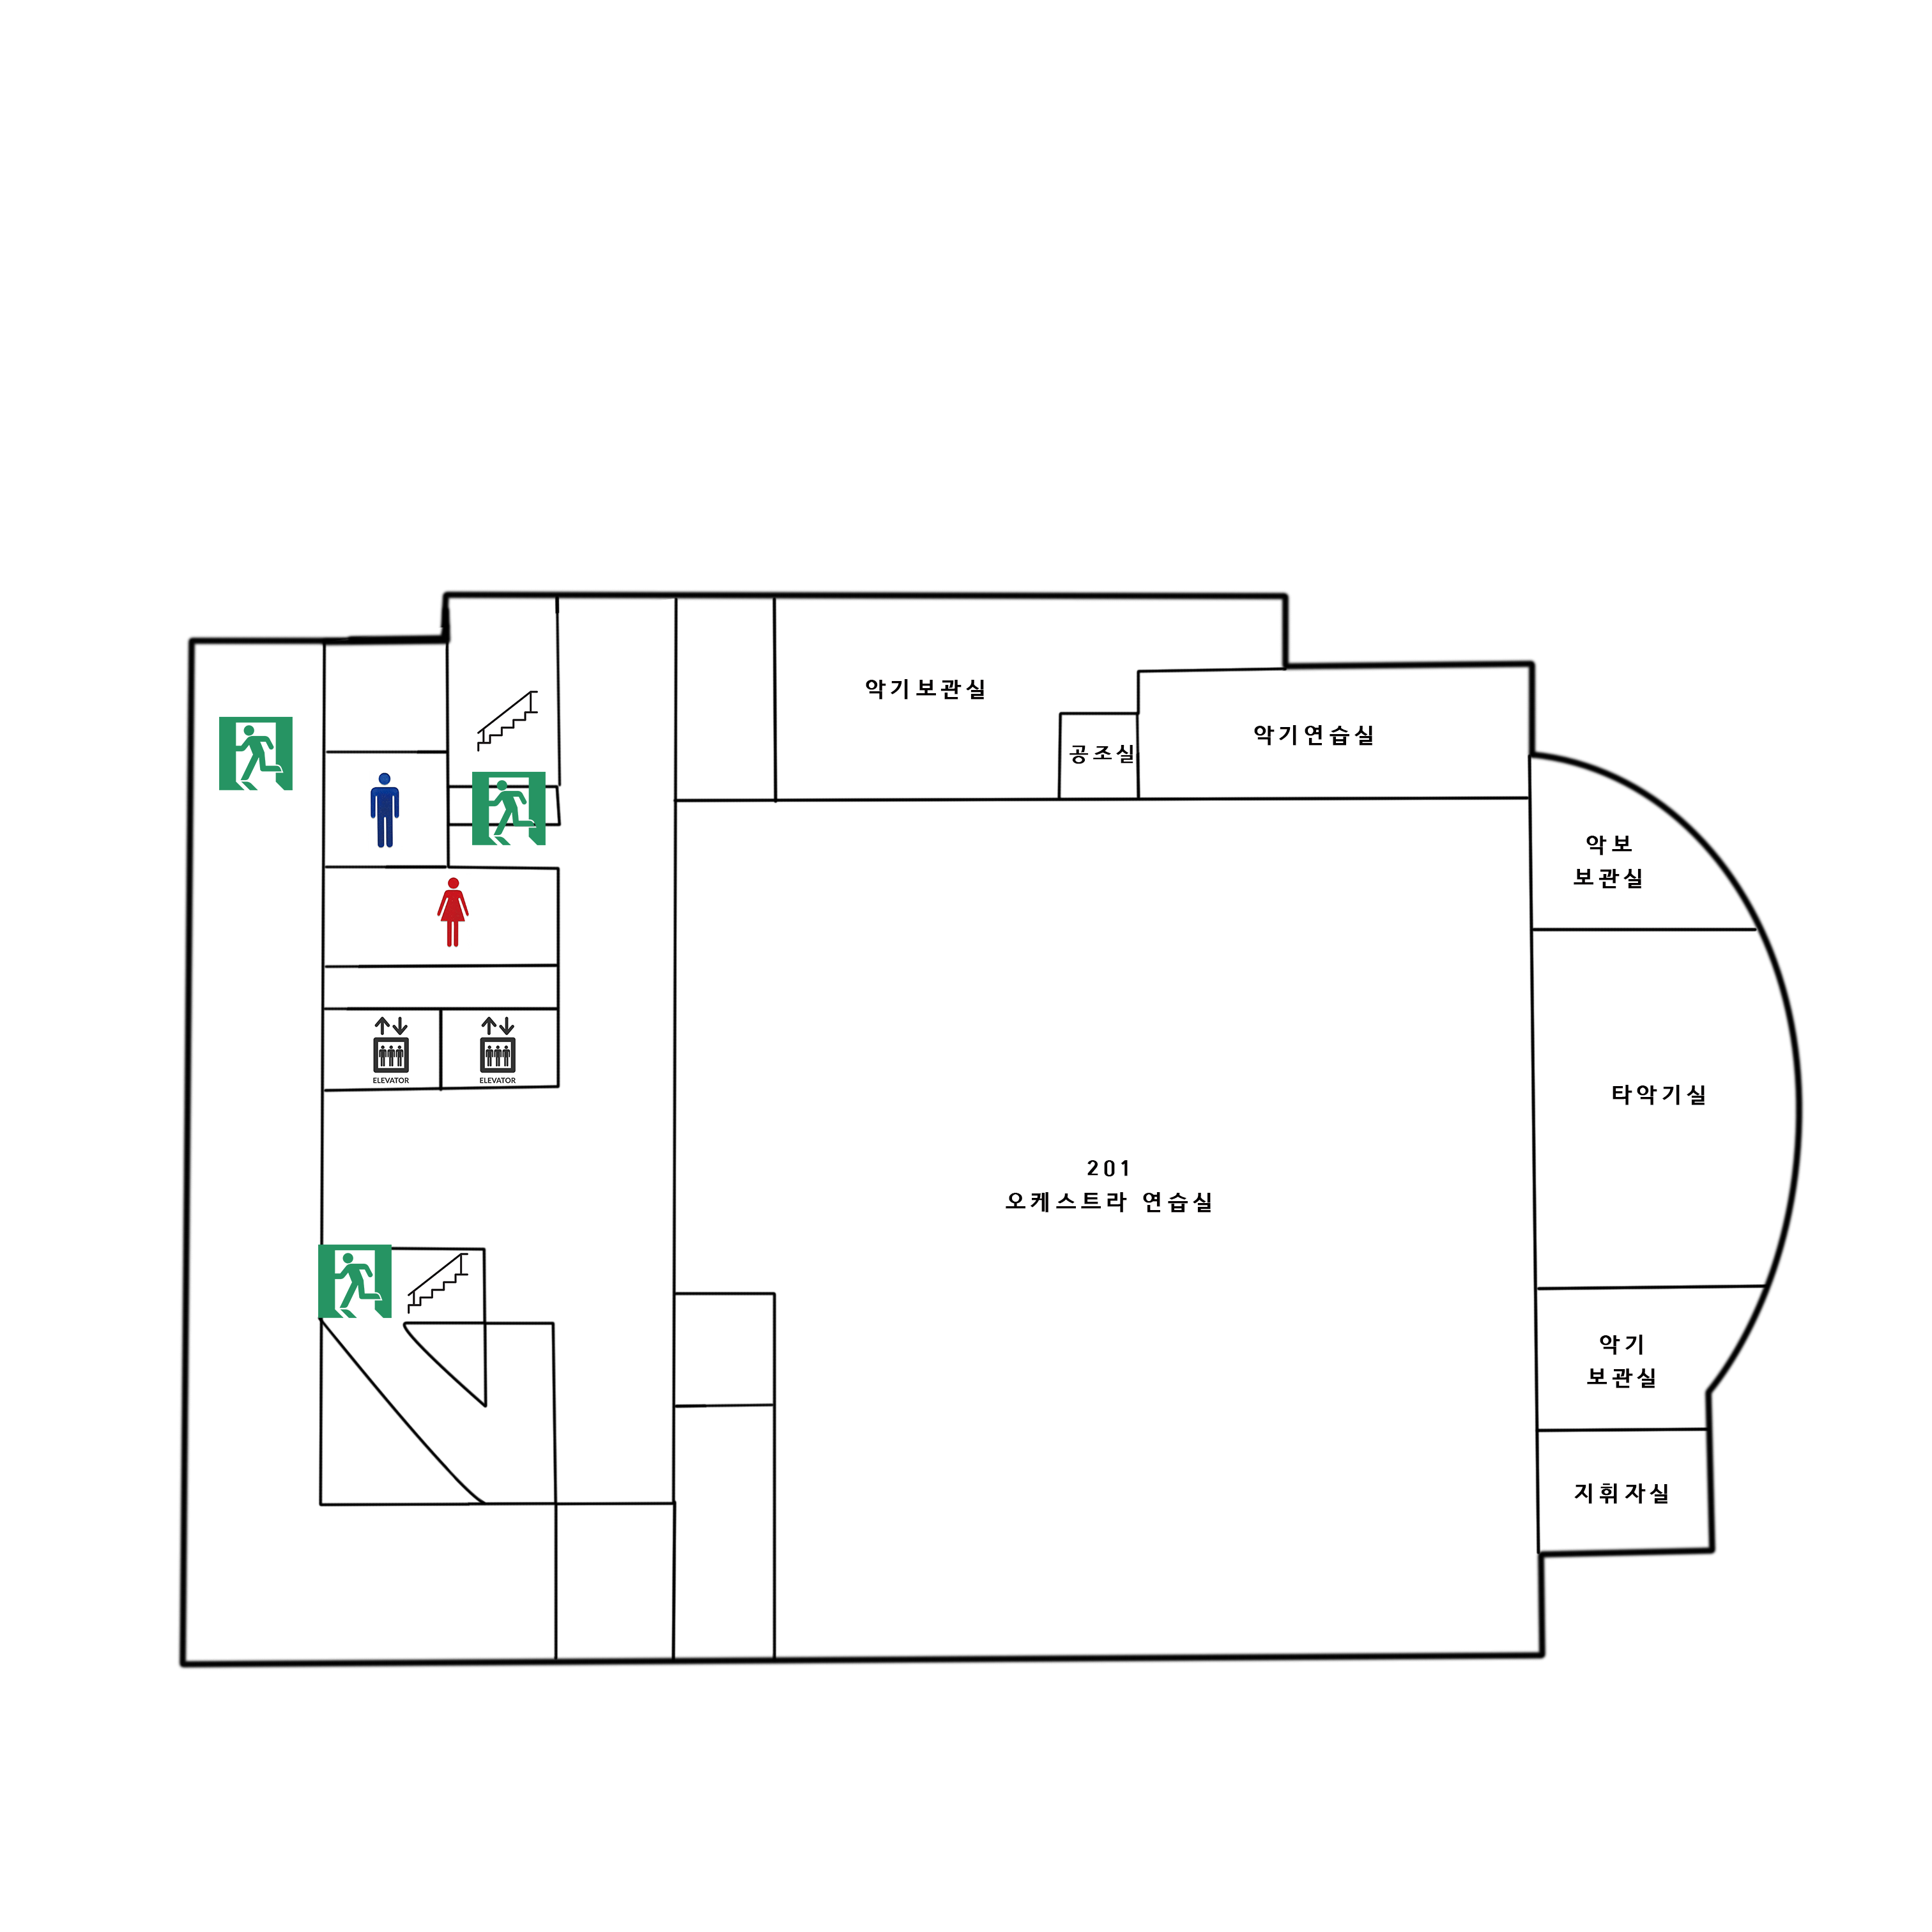 악기보관실
악기연습실
공조실
악보
보관실
ELEVATOR
ELEVATOR
타악기실
201
오케스트라 연습실
악기
보관실
지휘자실